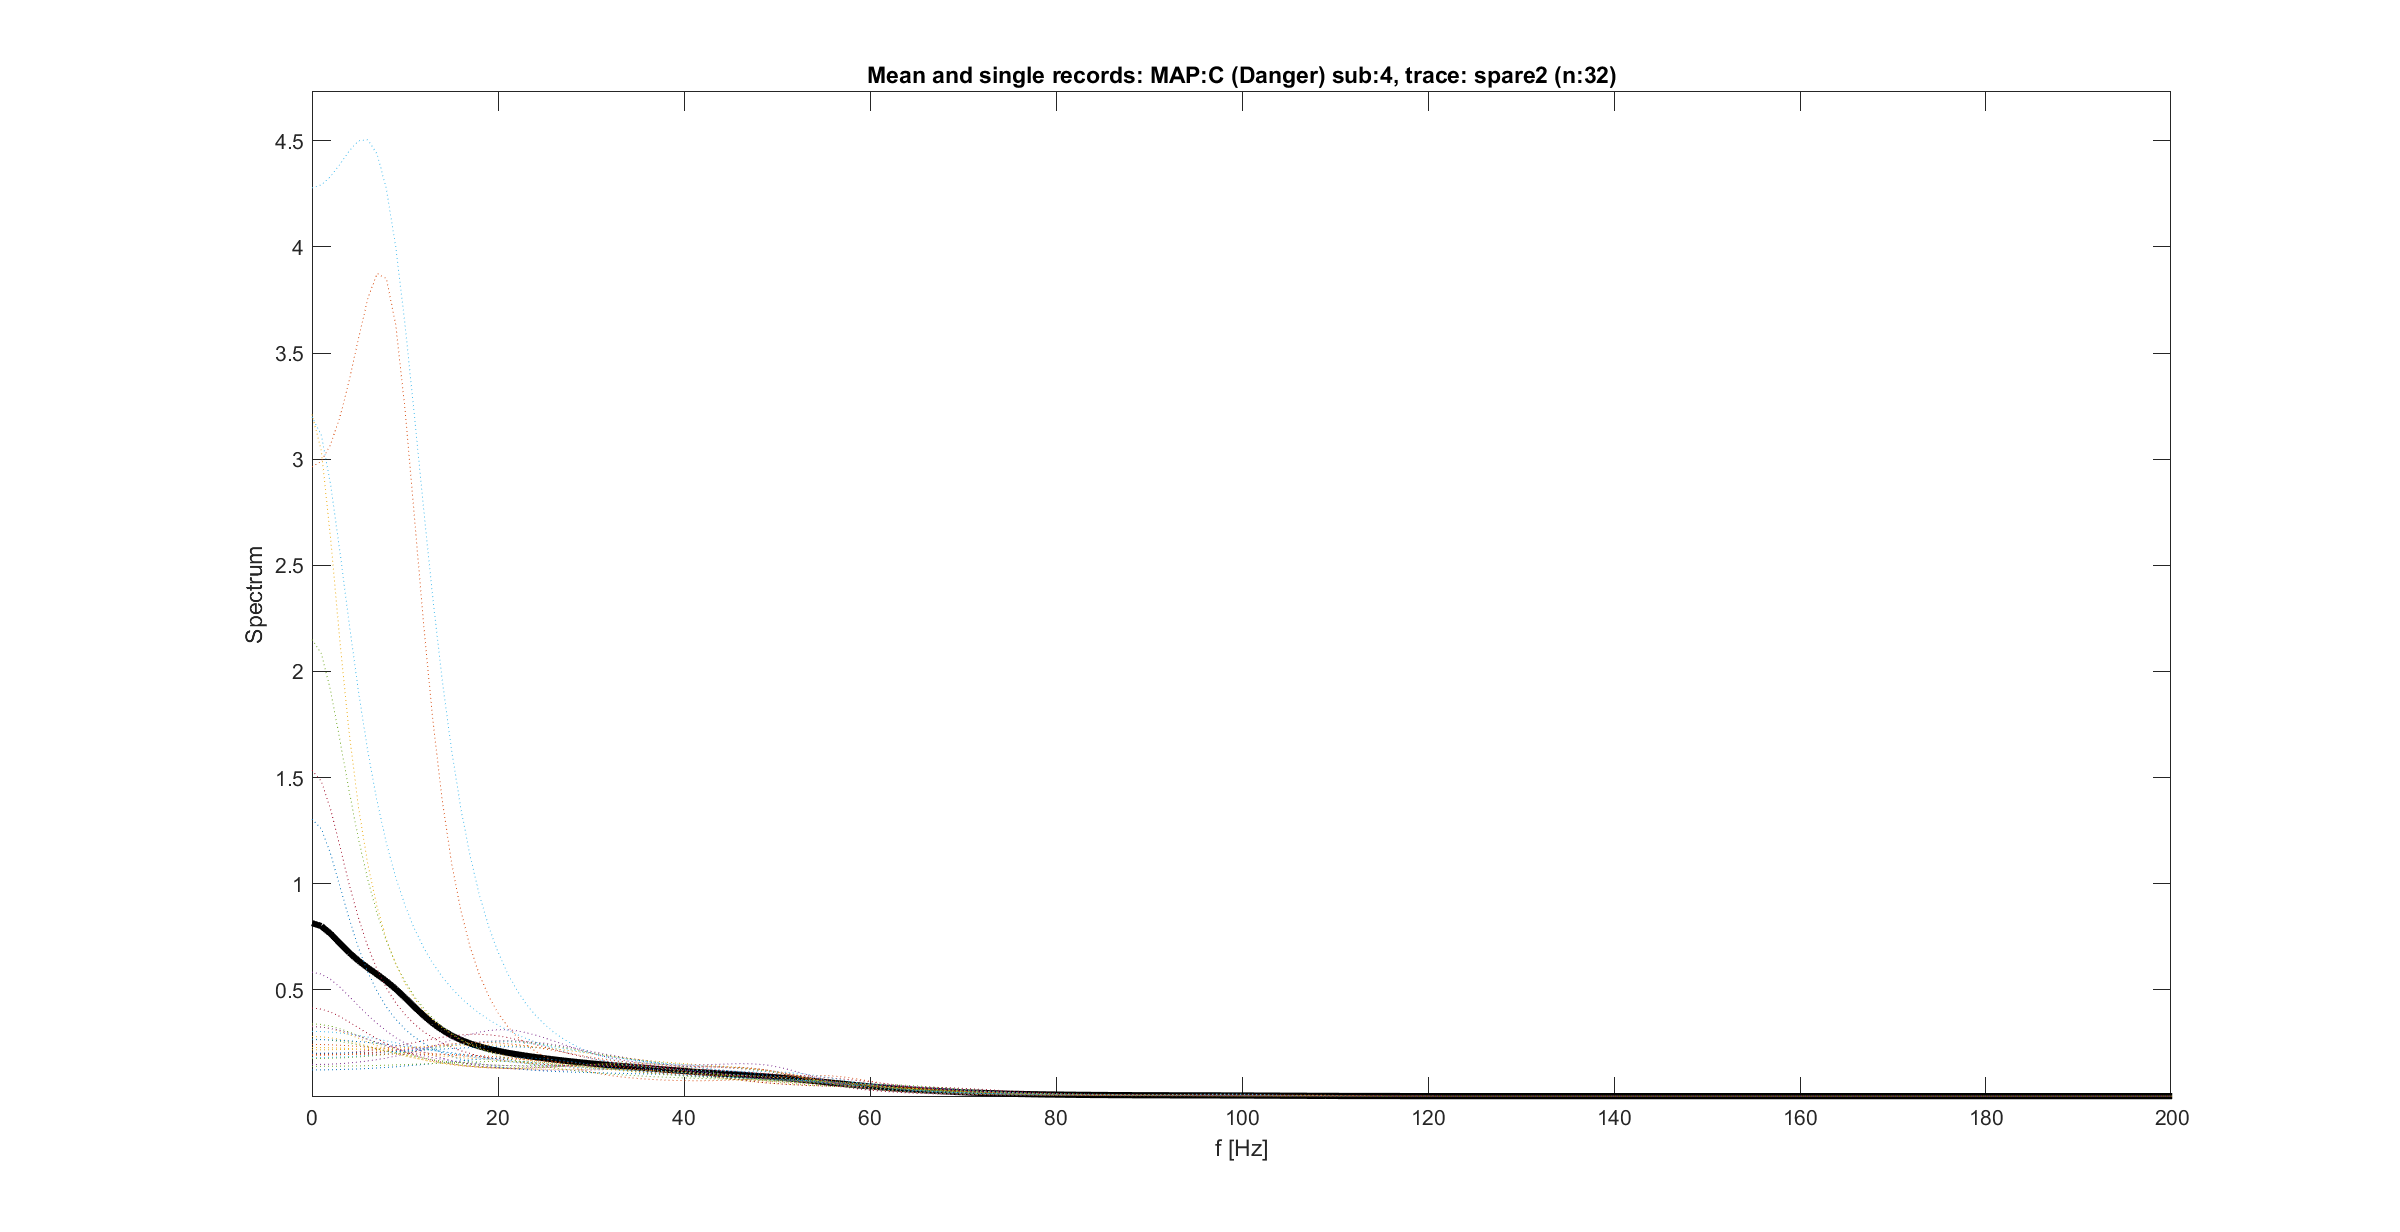 Mean and single records: MAP:C (Danger) sub:4, trace: spare2 (n:32)
4.5
4
3.5
3
2.5
2
1.5
1
0.5
Spectrum
0 20 40 60 80 100 120 140 160 180 200
f [Hz]